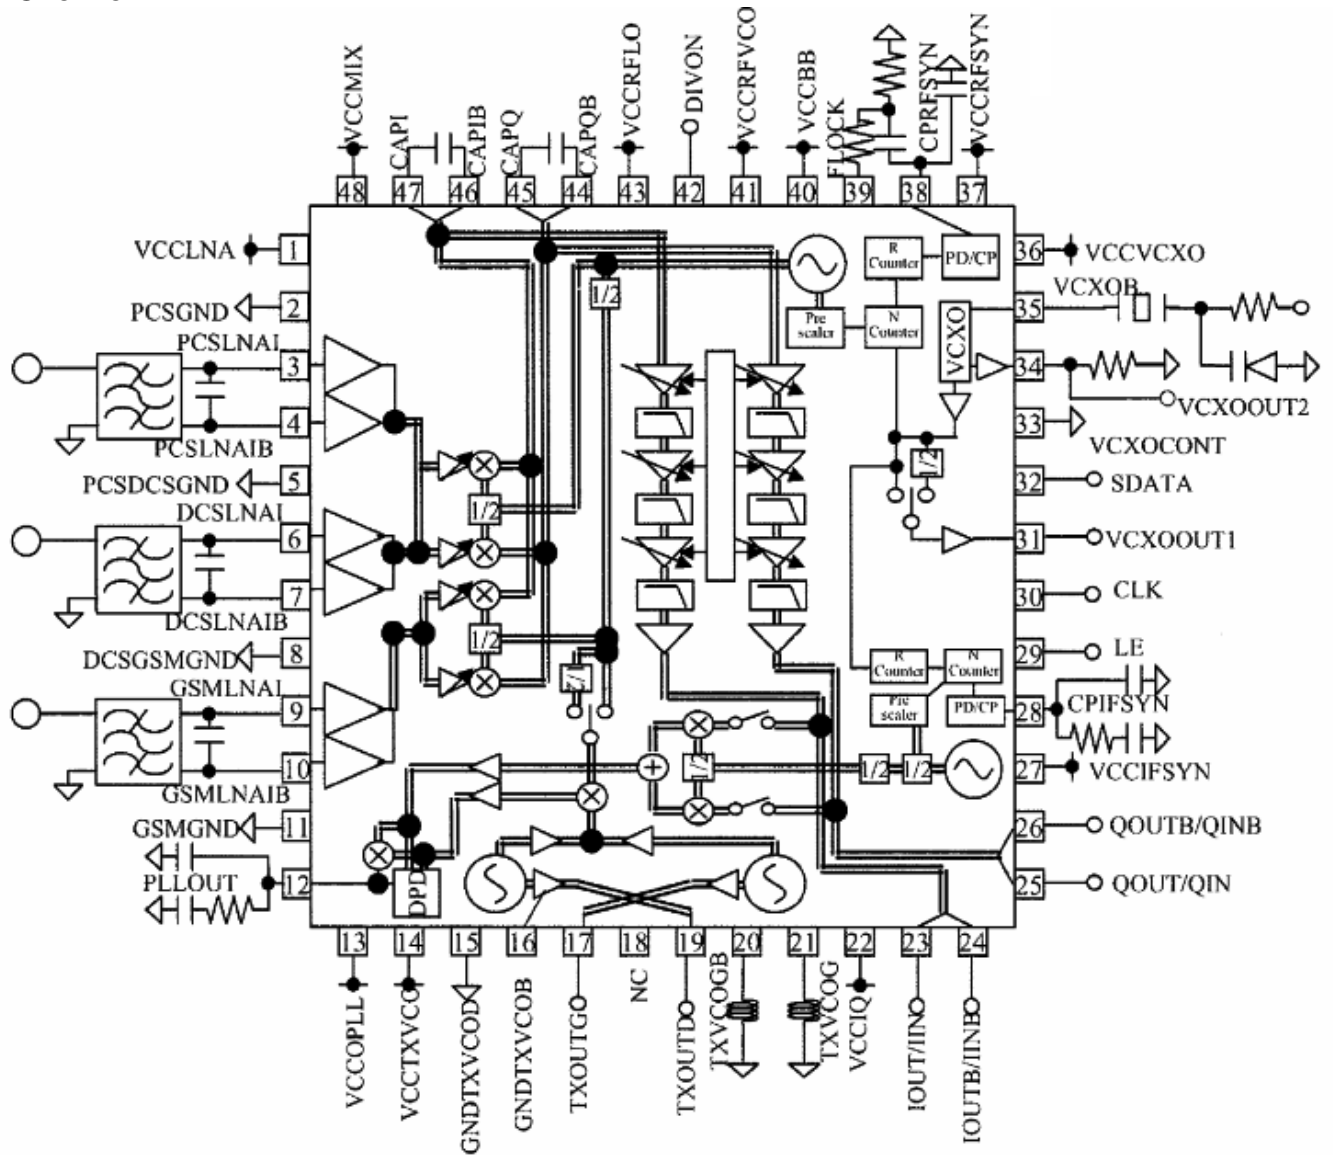 VCCMIX
CAPI
CAPIB
CAPQ
CAPQB
VCCRFLO
DIVON
VCCRFVCO
VCCBB
FLOCK
CPRFSYN
VCCRFSYN
48 47 46 45 44 43 42 41 40 39 38 37
VCCLNA 1
PCSGND 2
PCSLNAI
3
4
PCSLNAIB
PCSDCSGND 5
DCSLNAI
6
7
DCSLNAIB
DCSGSMGND 8
GSMLNAI
9
10
GSMLNAIB
GSMGND 11
PLLOUT
12
1/2
1/2
1/2
1/2
1/2
1/2
1/2
1/2
1/2
R
Counter
PD/CP
Pre
scaler
N
Counter
VCXO
R
Counter
N
Counter
Pre
scaler
PD/CP
DPD
36 VCCVCXO
VCXOB
35
34
VCXOOUT2
33
VCXOCONT
32 SDATA
31 VCXOOUT1
30 CLK
29 LE
28 CPIFSYN
27 VCCIFSYN
26 QOUTB/QINB
25 QOUT/QIN
13 14 15 16 17 18 19 20 21 22 23 24
VCCOPLL
VCCTXVCO
GNDTXVCOD
GNDTXVCOB
TXOUTG
NC
TXOUTD
TXVCOGB
TXVCOG
VCCIQ
IOUT/IIN
IOUTB/IINB